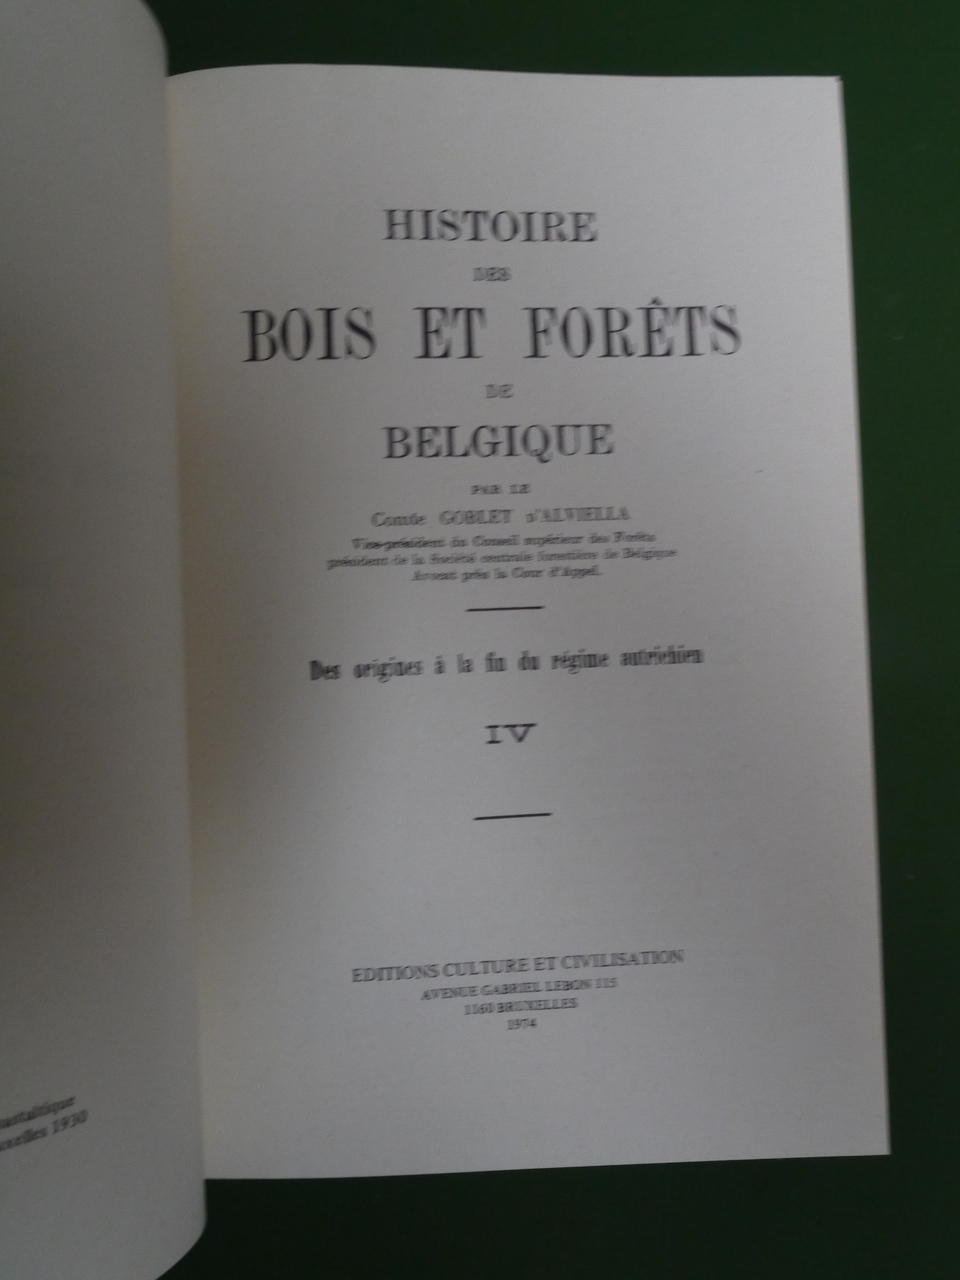 HISTOIRE
DES
BOIS ET FORÊTS
DE
BELGIQUE
PAR LE
Comte GOBLET d'ALVIELLA
Vice-président du Conseil supérieur des Forêts
président de la Société centrale forestière de Belgique
Avocat près la Cour d'Appel.
Des origines à la fin du régime autrichien
IV
EDITIONS CULTURE ET CIVILISATION
AVENUE GABRIEL LEBON 115
1160 BRUXELLES
1974
1930